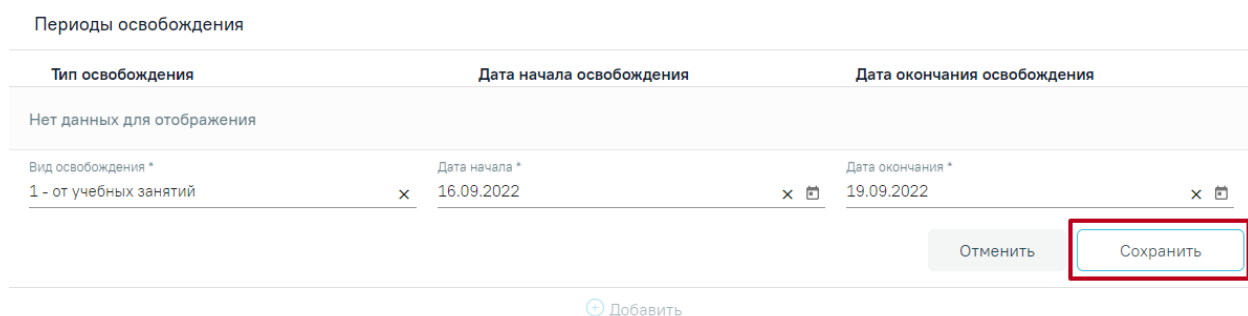 Периоды освобождения
Тип освобождения Дата начала освобождения Дата окончания освобождения
Нет данных для отображения
Вид освобождения * Дата начала * Дата окончания *
1 - от учебных занятий 16.09.2022 19.09.2022
Отменить Сохранить
Добавить